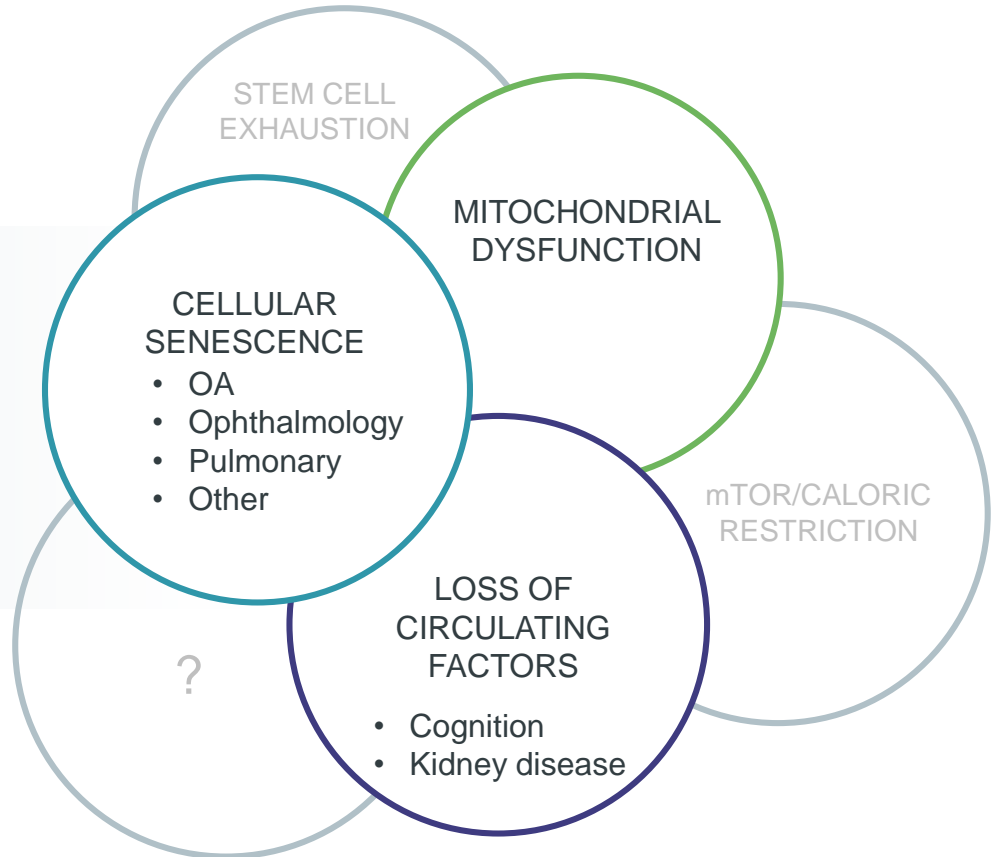 STEM CELL
EXHAUSTION
MITOCHONDRIAL
DYSFUNCTION
CELLULAR
SENESCENCE
• OA
• Ophthalmology
• Pulmonary
• Other
mTOR/CALORIC
RESTRICTION
LOSS OF
CIRCULATING
FACTORS
• Cognition
• Kidney disease
?